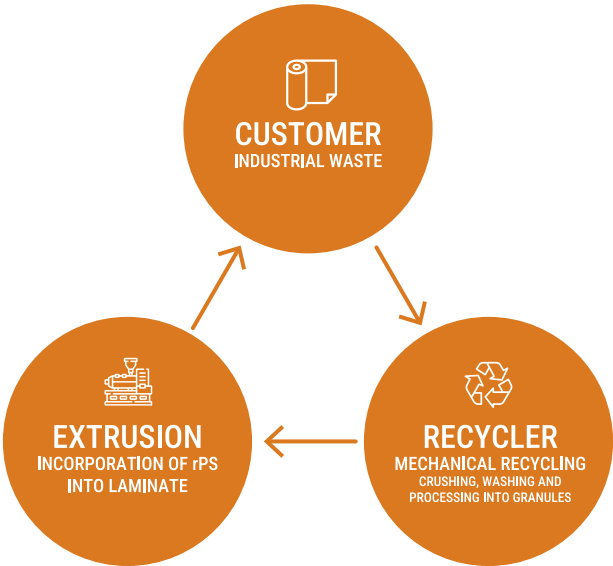 CUSTOMER
INDUSTRIAL WASTE
EXTRUSION
INCORPORATION OF rPS
INTO LAMINATE
RECYCLER
MECHANICAL RECYCLING
CRUSHING, WASHING AND
PROCESSING INTO GRANULES